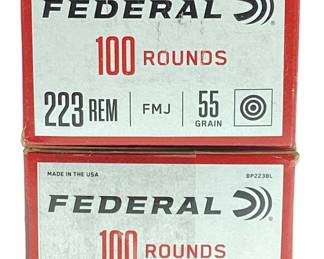 FEDERAL®
100 ROUNDS
223 REM FMJ 55 GRAIN
MADE IN THE USA BP223BL
FEDERAL®
100 ROUNDS